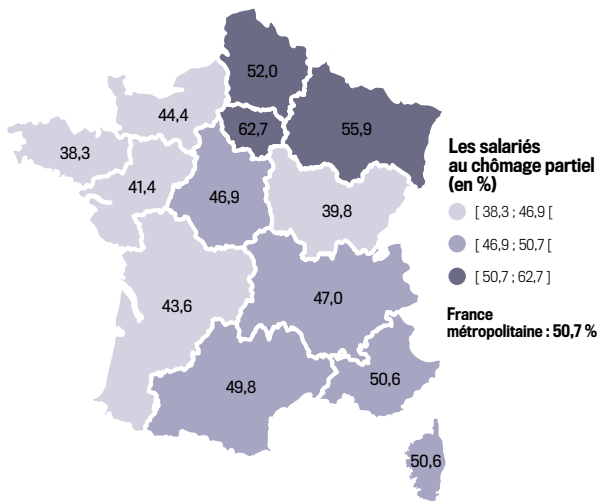 52,0
44,4
62,7
55,9
38,3
41,4
46,9
39,8
43,6
47,0
49,8
50,6
50,6
Les salariés
au chômage partiel
(en %)
[ 38,3 ; 46,9 [
[ 46,9 ; 50,7 [
[ 50,7 ; 62,7 ]
France
métropolitaine : 50,7 %